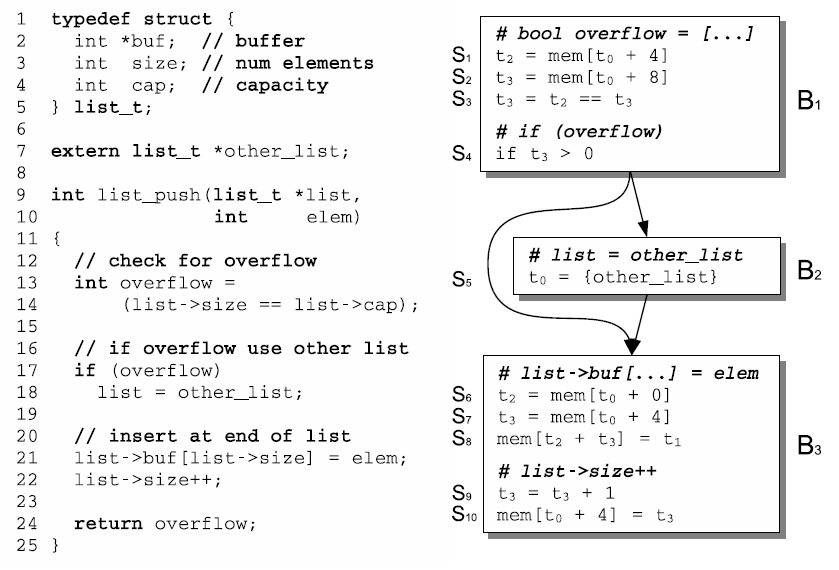 1 typedef struct {
2 int *buf; // buffer
3 int size; // num elements
4 int cap; // capacity
5 } list_t;
6
7 extern list_t *other_list;
8
9 int list_push(list_t *list,
10 int elem)
11 {
12 // check for overflow
13 int overflow =
14 (list->size == list->cap);
15
16 // if overflow use other list
17 if (overflow)
18 list = other_list;
19
20 // insert at end of list
21 list->buf[list->size] = elem;
22 list->size++;
23
24 return overflow;
25 }
# bool overflow = [...]
S₁ t₂ = mem[t₀ + 4]
S₂ t₃ = mem[t₀ + 8]
S₃ t₃ = t₂ == t₃
# if (overflow)
S₄ if t₃ > 0
B₁
# list = other_list
S₅ t₀ = {other_list}
B₂
# list->buf[...] = elem
S₆ t₂ = mem[t₀ + 0]
S₇ t₃ = mem[t₀ + 4]
S₈ mem[t₂ + t₃] = t₁
# list->size++
S₉ t₃ = t₃ + 1
S₁₀ mem[t₀ + 4] = t₃
B₃